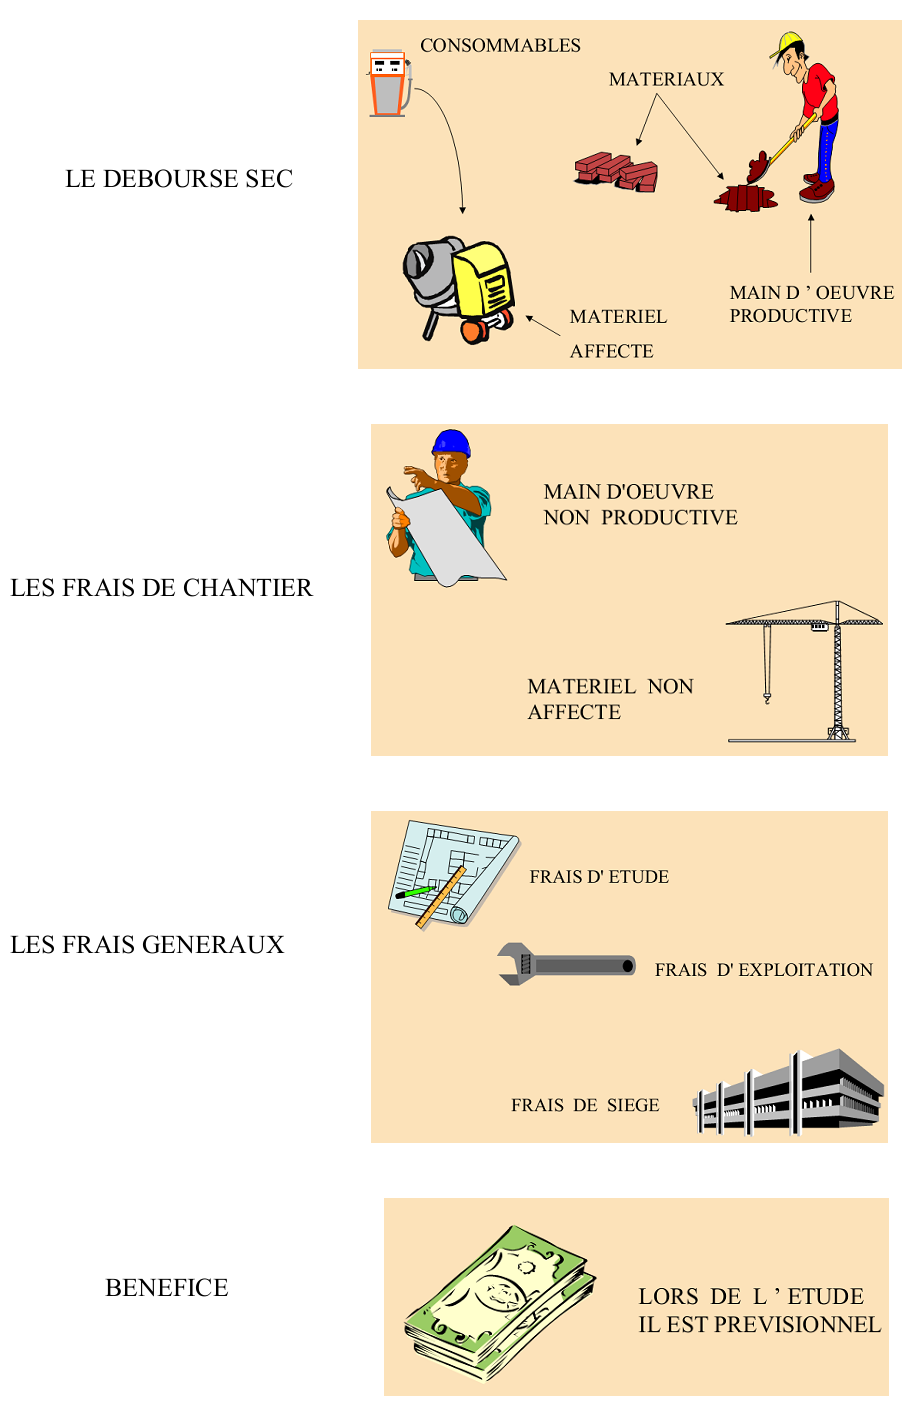 LE DEBOURSE SEC
CONSOMMABLES
MATERIAUX
MAIN D ’ OEUVRE
PRODUCTIVE
MATERIEL
AFFECTE
LES FRAIS DE CHANTIER
MAIN D'OEUVRE
NON PRODUCTIVE
MATERIEL NON
AFFECTE
LES FRAIS GENERAUX
FRAIS D' ETUDE
FRAIS D' EXPLOITATION
FRAIS DE SIEGE
BENEFICE
LORS DE L ’ ETUDE
IL EST PREVISIONNEL